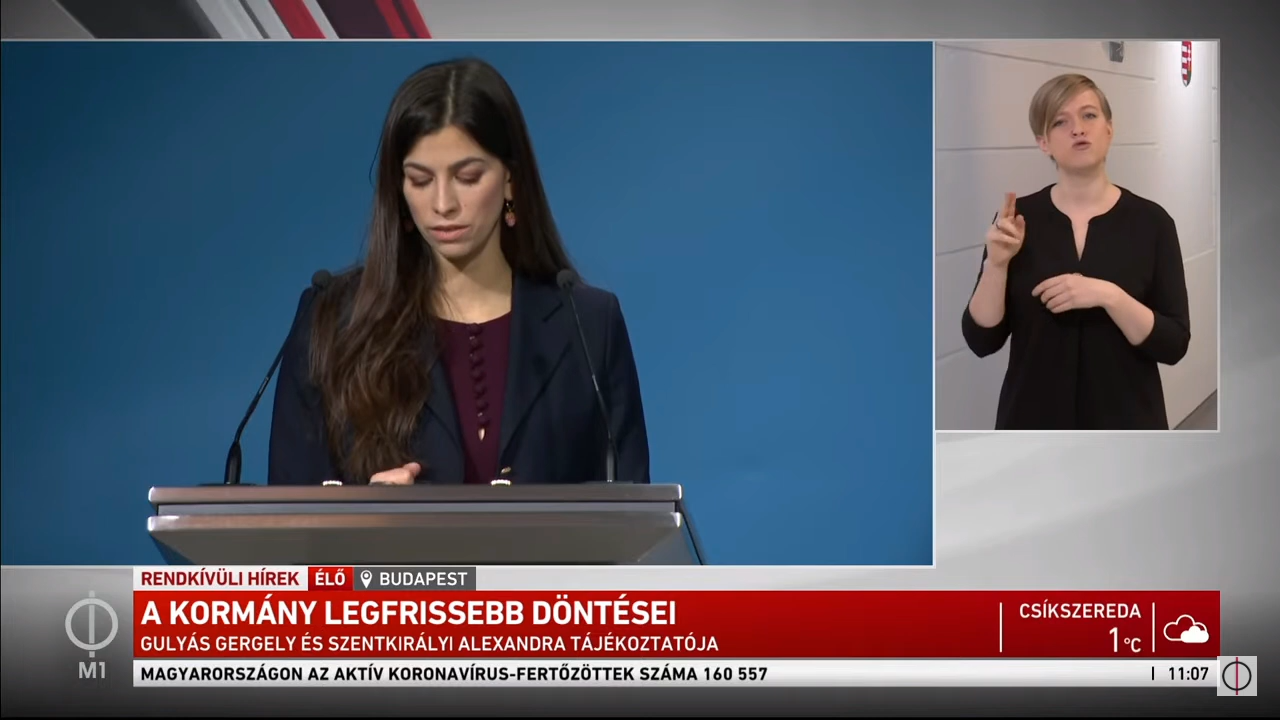 RENDKÍVÜLI HÍREK ÉLŐ BUDAPEST
A KORMÁNY LEGFRISSEBB DÖNTÉSEI
GULYÁS GERGELY ÉS SZENTKIRÁLYI ALEXANDRA TÁJÉKOZTATÓJA
CSÍKSZEREDA
1°C
M1
MAGYARORSZÁGON AZ AKTÍV KORONAVÍRUS-FERTŐZÖTTEK SZÁMA 160 557
11:07